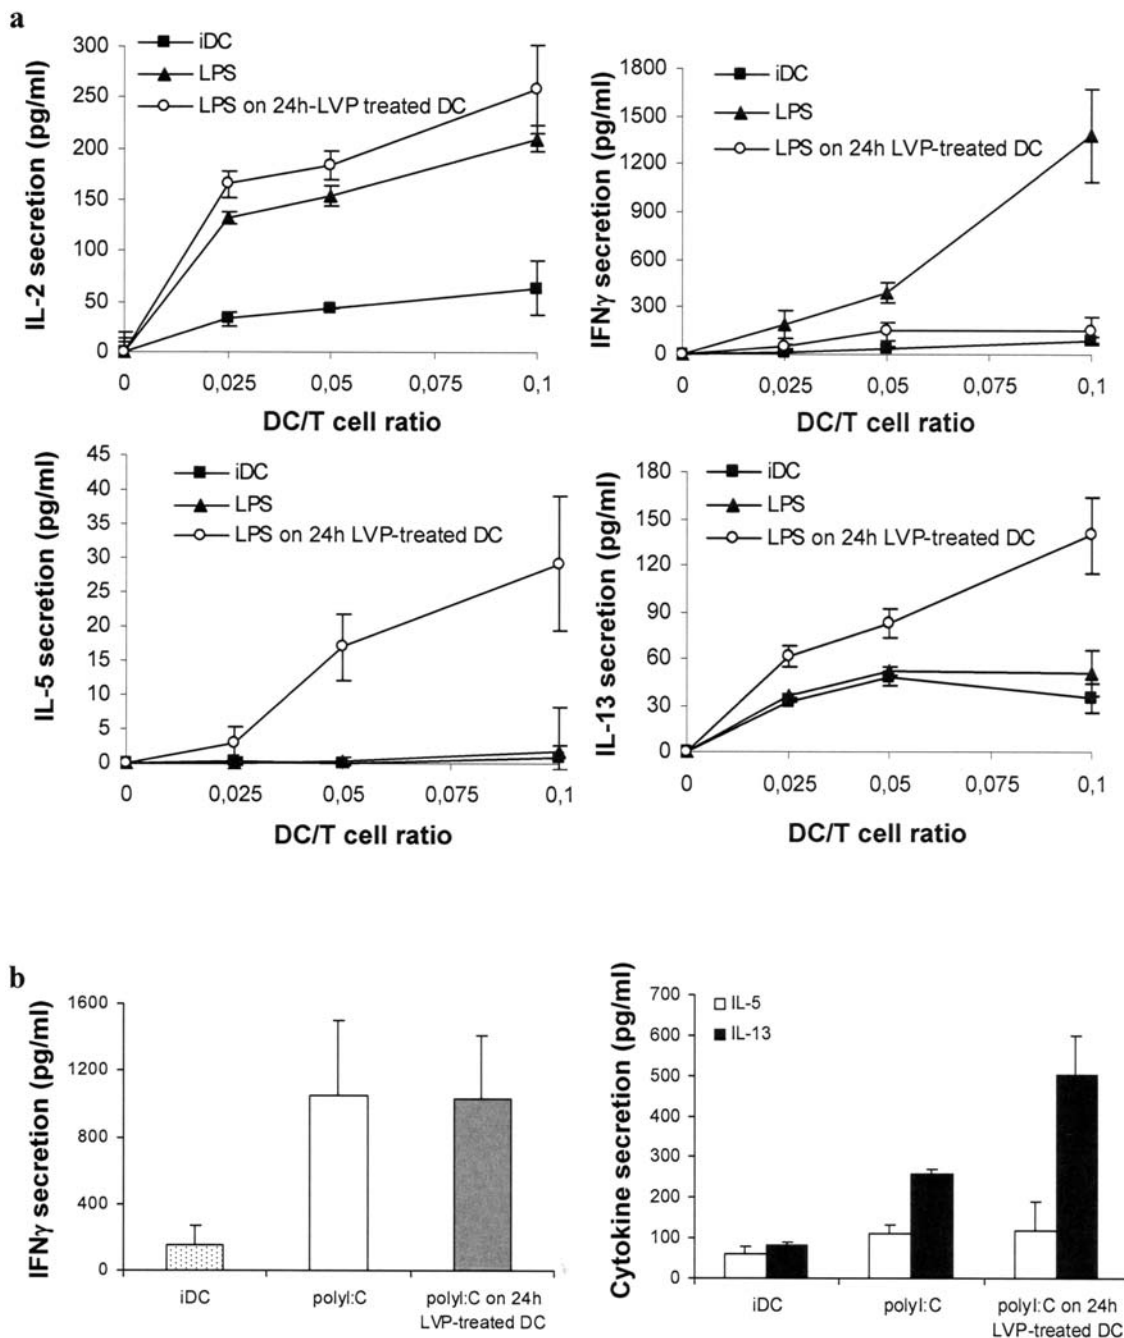 a
IL-2 secretion (pg/ml)
300
250
200
150
100
50
0
iDC
LPS
LPS on 24h-LVP treated DC
0 0,025 0,05 0,075 0,1
DC/T cell ratio
IFNγ secretion (pg/ml)
1800
1500
1200
900
600
300
0
iDC
LPS
LPS on 24h LVP-treated DC
0 0,025 0,05 0,075 0,1
DC/T cell ratio
IL-5 secretion (pg/ml)
45
40
35
30
25
20
15
10
5
0
iDC
LPS
LPS on 24h LVP-treated DC
0 0,025 0,05 0,075 0,1
DC/T cell ratio
IL-13 secretion (pg/ml)
180
150
120
90
60
30
0
iDC
LPS
LPS on 24h LVP-treated DC
0 0,025 0,05 0,075 0,1
DC/T cell ratio
b
IFNγ secretion (pg/ml)
1600
1200
800
400
0
iDC polyI:C polyI:C on 24h
LVP-treated DC
Cytokine secretion (pg/ml)
700
600
500
400
300
200
100
0
IL-5
IL-13
iDC polyI:C polyI:C on 24h
LVP-treated DC